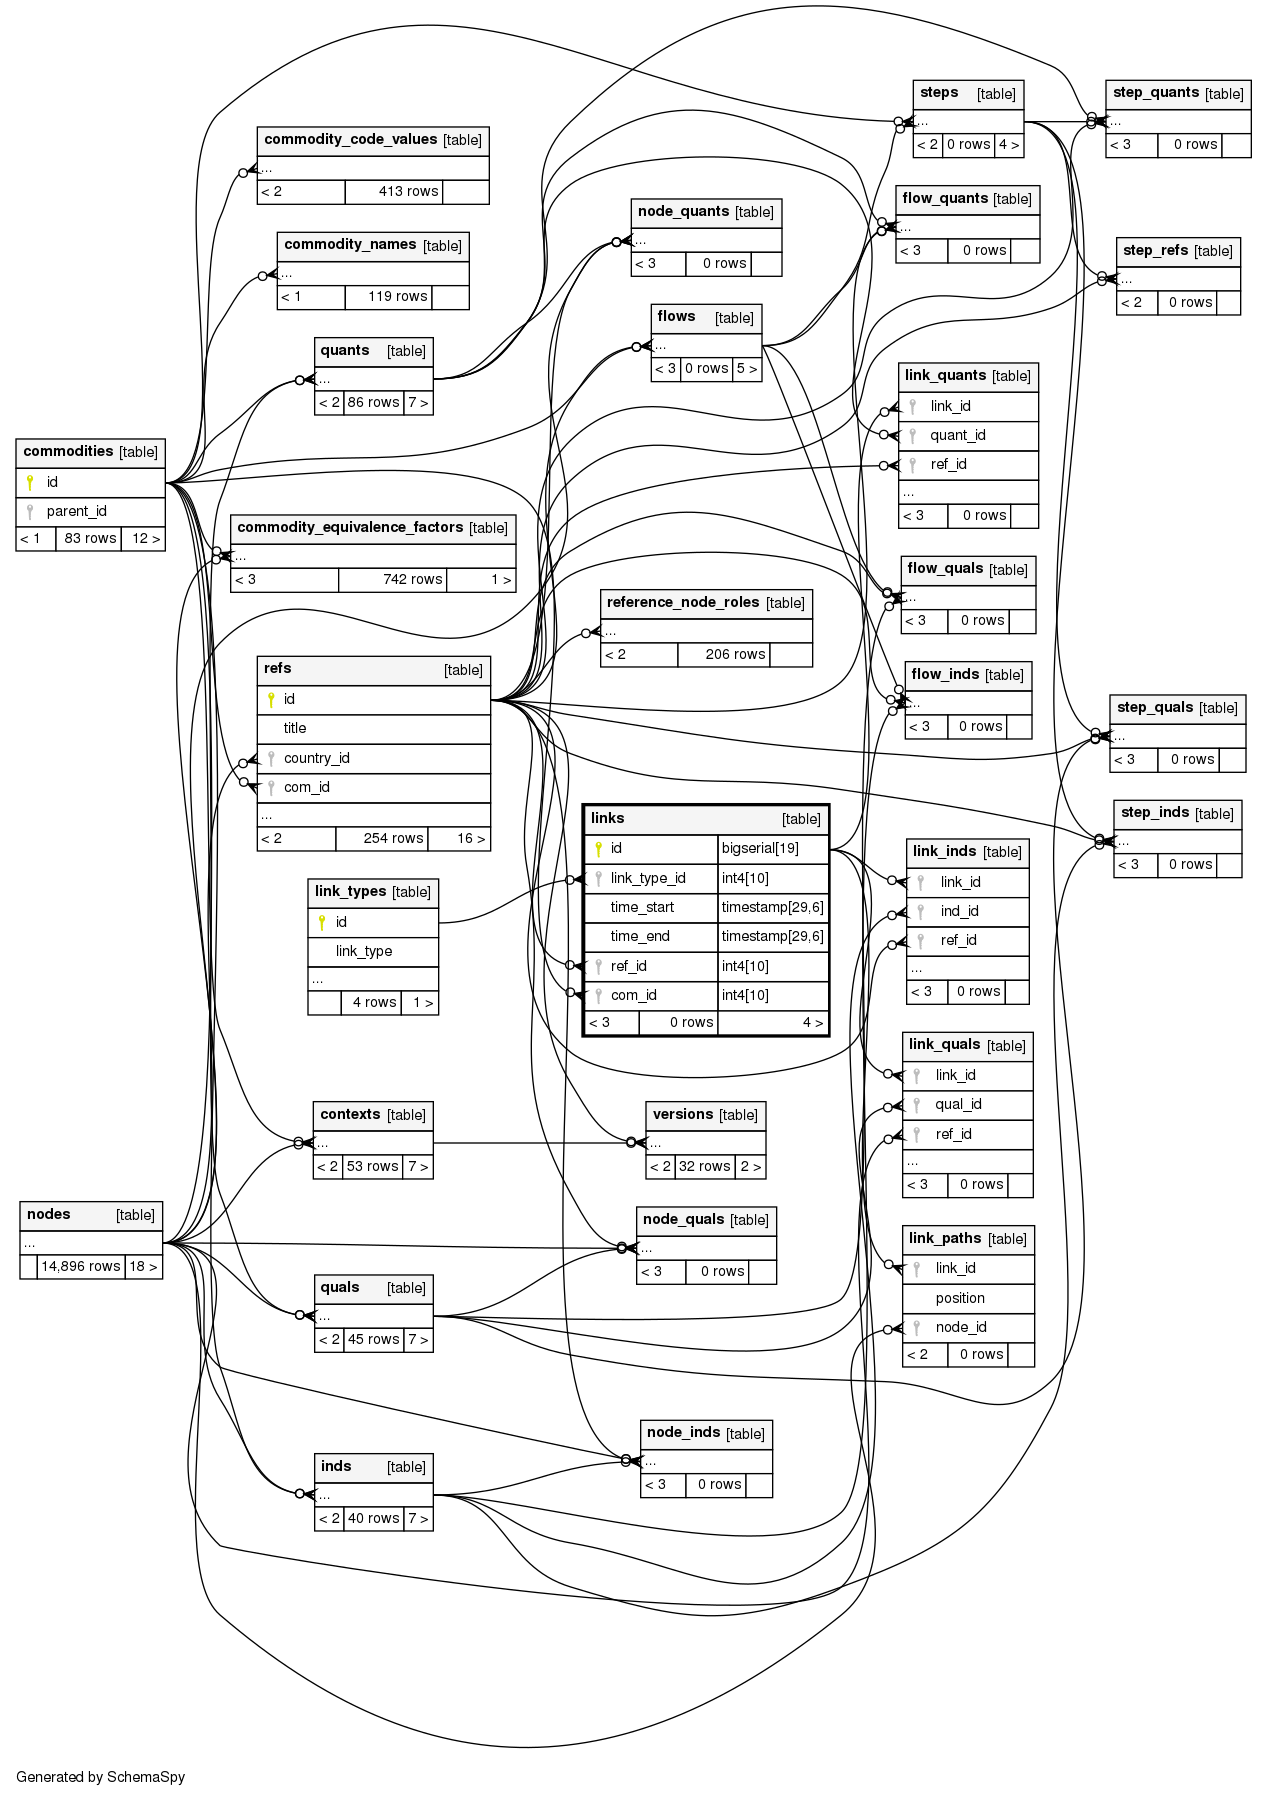 steps [table]
...
< 2 0 rows 4 >
step_quants [table]
...
< 3 0 rows
commodity_code_values [table]
...
< 2 413 rows
node_quants [table]
...
< 3 0 rows
flow_quants [table]
...
< 3 0 rows
commodity_names [table]
...
< 1 119 rows
step_refs [table]
...
< 2 0 rows
flows [table]
...
< 3 0 rows 5 >
quants [table]
...
< 2 86 rows 7 >
link_quants [table]
link_id
quant_id
ref_id
...
< 3 0 rows
commodities [table]
id
parent_id
< 1 83 rows 12 >
commodity_equivalence_factors [table]
...
< 3 742 rows 1 >
flow_quals [table]
...
< 3 0 rows
reference_node_roles [table]
...
< 2 206 rows
refs [table]
id
title
country_id
com_id
...
< 2 254 rows 16 >
flow_inds [table]
...
< 3 0 rows
step_quals [table]
...
< 3 0 rows
links [table]
id bigserial[19]
link_type_id int4[10]
time_start timestamp[29,6]
time_end timestamp[29,6]
ref_id int4[10]
com_id int4[10]
< 3 0 rows 4 >
step_inds [table]
...
< 3 0 rows
link_inds [table]
link_id
ind_id
ref_id
...
< 3 0 rows
link_types [table]
id
link_type
...
4 rows 1 >
link_quals [table]
link_id
qual_id
ref_id
...
< 3 0 rows
contexts [table]
...
< 2 53 rows 7 >
versions [table]
...
< 2 32 rows 2 >
nodes [table]
...
14,896 rows 18 >
node_quals [table]
...
< 3 0 rows
link_paths [table]
link_id
position
node_id
< 2 0 rows
quals [table]
...
< 2 45 rows 7 >
node_inds [table]
...
< 3 0 rows
inds [table]
...
< 2 40 rows 7 >
Generated by SchemaSpy